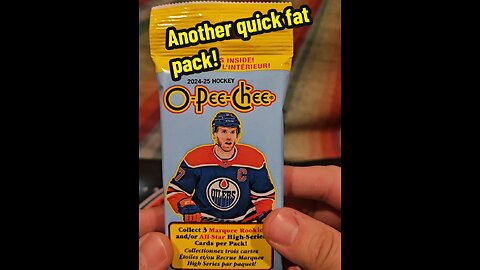 Another quick fat
pack!
S INSIDE!
L'INTÉRIEUR!
2024-25 HOCKEY
O-Pee-Chee
C
OILERS
Collect 3 Marquee Rookie
and/or All-Star High-Series
Cards per Pack!
Collectionnez trois cartes
Étoiles et/ou Recrue Marquee
High Series par paquet!